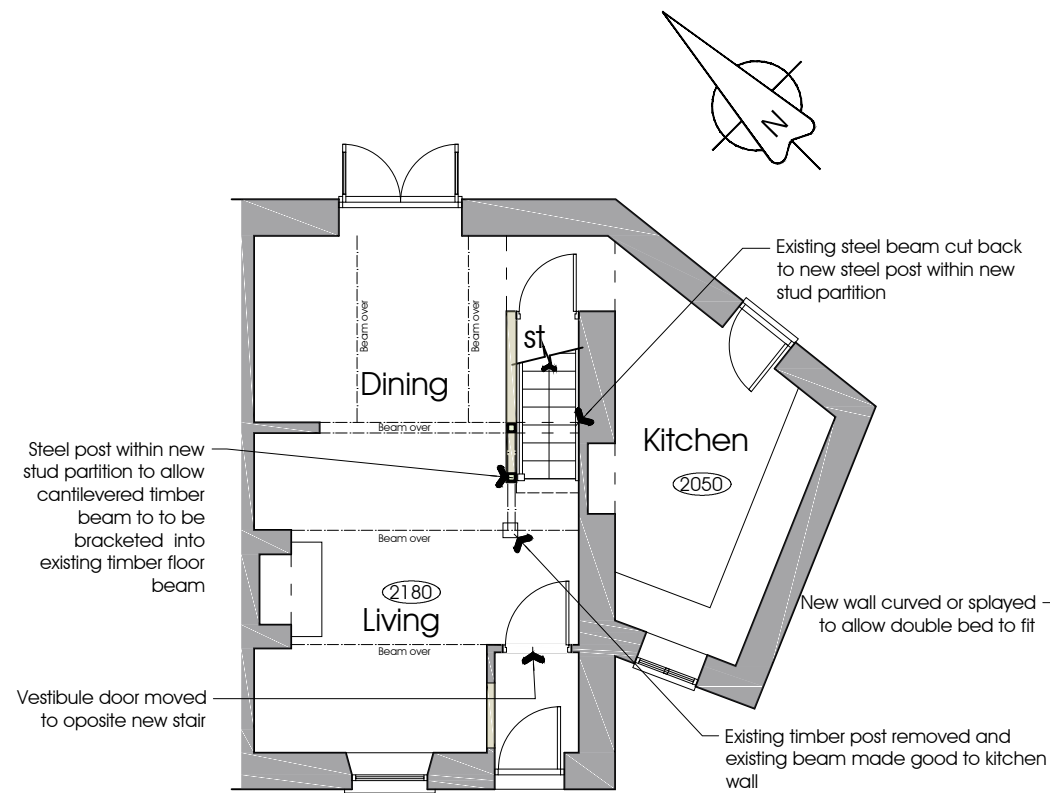 N
Existing steel beam cut back
to new steel post within new
stud partition
Beam over
Beam over
st
Dining
Beam over
Kitchen
2050
Steel post within new
stud partition to allow
cantilevered timber
beam to to be
bracketed into
existing timber floor
beam
Beam over
2180
Living
New wall curved or splayed
to allow double bed to fit
Beam over
Vestibule door moved
to oposite new stair
Existing timber post removed and
existing beam made good to kitchen
wall